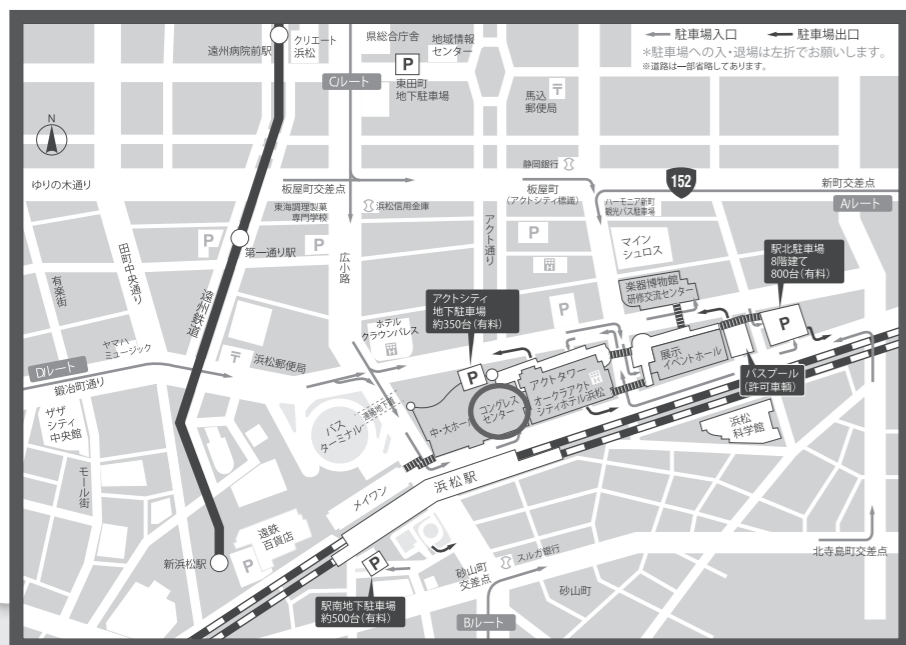 駐車場入口
駐車場出口
＊駐車場への入・退場は左折でお願いします。
※道路は一部省略してあります。
遠州病院前駅
クリエート
浜松
県総合庁舎
地域情報
センター
P
東田町
地下駐車場
Cルート
馬込
郵便局
N
ゆりの木通り
板屋町交差点
静岡銀行
板屋町
(アクトシティ標識)
152
新町交差点
Aルート
ハーモニア新町
観光バス駐車場
東海調理製菓
専門学校
浜松信用金庫
アクト通り
P
P
P
第一通り駅
広小路
田町中央通り
有楽街
遠州鉄道
マイン
シュロス
楽器博物館
研修交流センター
駅北駐車場
8階建て
800台(有料)
P
アクトシティ
地下駐車場
約350台(有料)
P
P
ホテル
クラウンパレス
ヤマハ
ミュージック
浜松郵便局
Dルート
鍛冶町通り
ザザ
シティ
中央館
モール街
バス
ターミナル
連絡地下道
中・大ホール
コングレス
センター
アクトタワー
オークラアクト
シティホテル浜松
展示
イベントホール
バスプール
(許可車輌)
浜松
科学館
メイワン
浜松駅
遠鉄
百貨店
新浜松駅
P
P
駅南地下駐車場
約500台(有料)
砂山町
交差点
スルガ銀行
砂山町
北寺島町交差点
Bルート